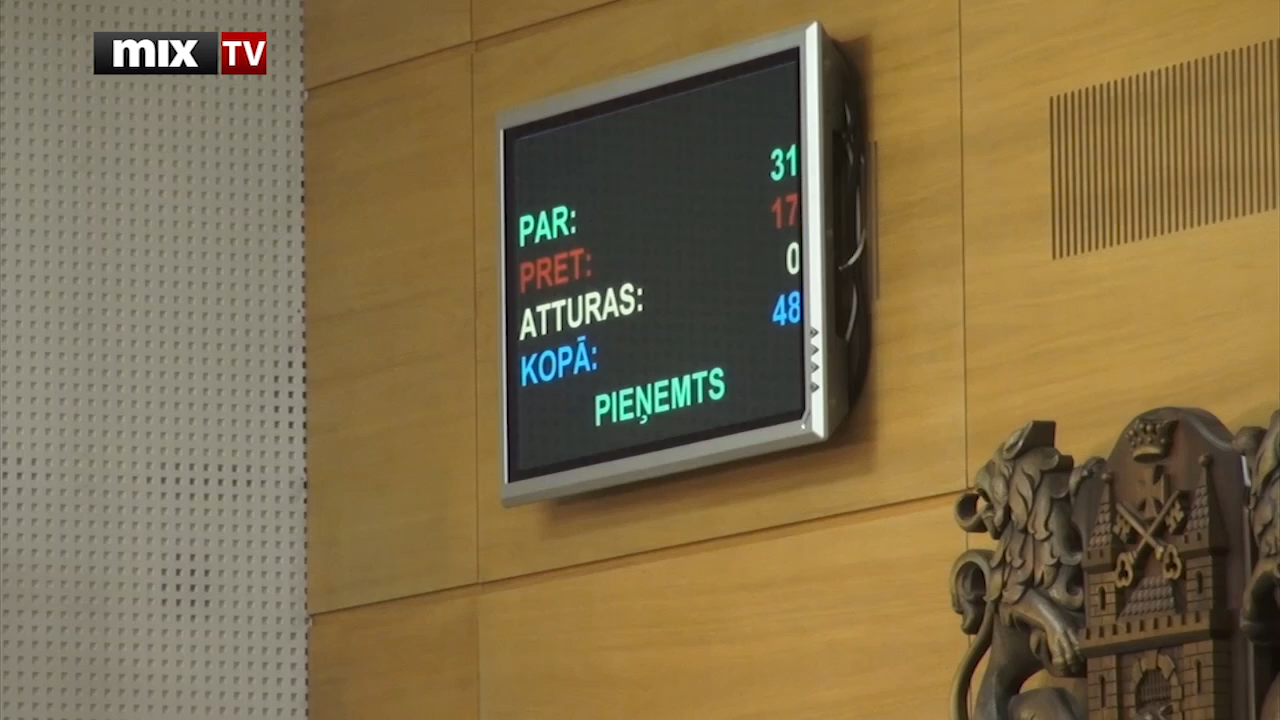 mix TV
PAR: 31
PRET: 17
ATTURAS: 0
KOPĀ: 48
PIEŅEMTS